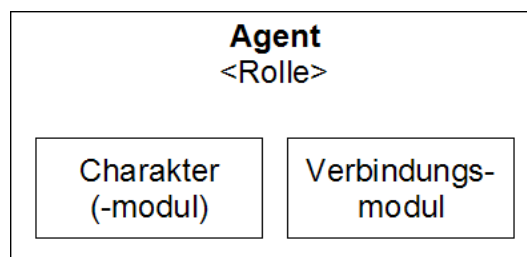 Agent
<Rolle>
Charakter
(-modul)
Verbindungs-
modul